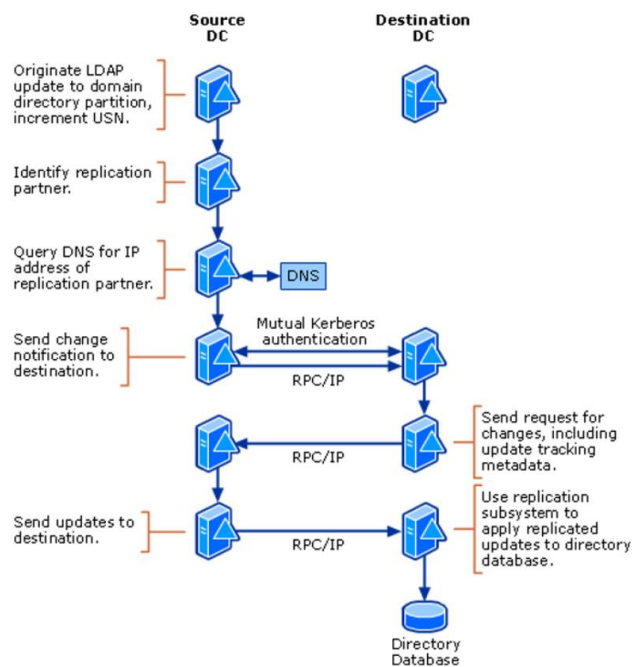 Source
DC
Destination
DC
Originate LDAP
update to domain
directory partition,
increment USN.
Identify replication
partner.
Query DNS for IP
address of
replication partner.
DNS
Send change
notification to
destination.
Mutual Kerberos
authentication
RPC/IP
Send request for
changes, including
update tracking
metadata.
RPC/IP
Send updates to
destination.
RPC/IP
Use replication
subsystem to
apply replicated
updates to directory
database.
Directory
Database